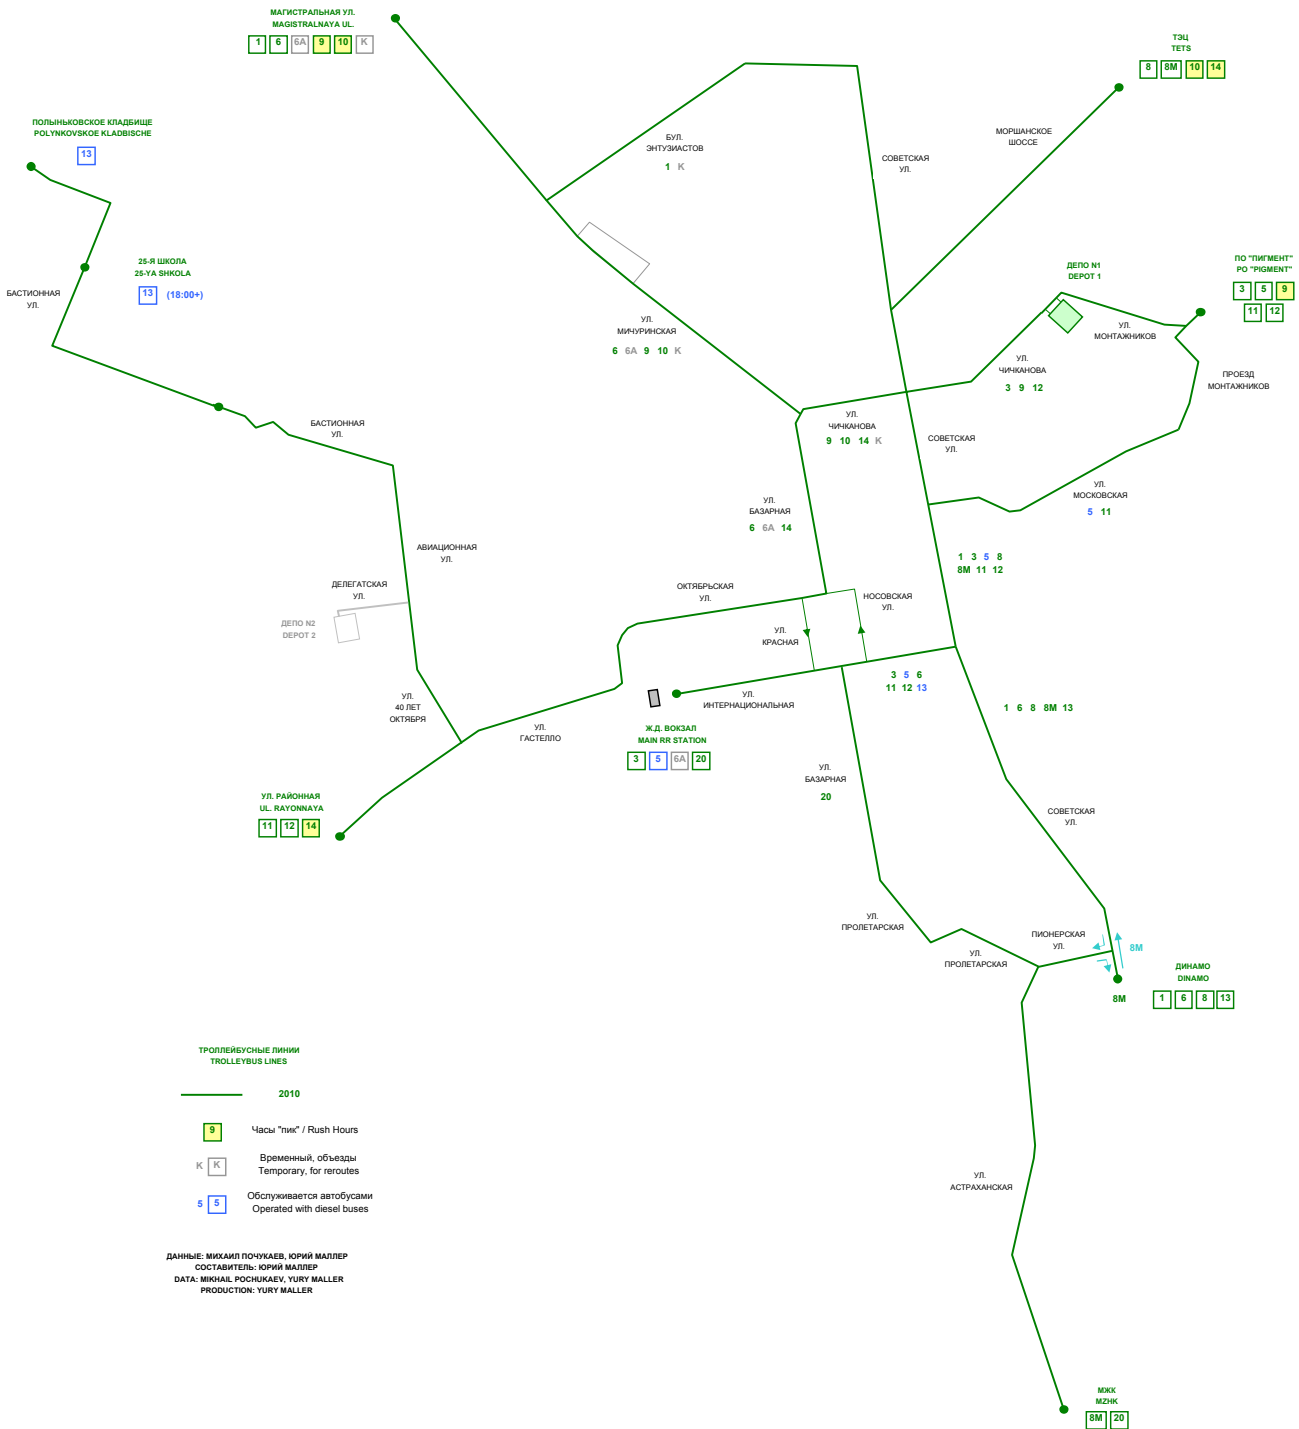 МАГИСТРАЛЬНАЯ УЛ.
MAGISTRALNAYA UL.
1 6 6A 9 10 K
ТЭЦ
TETS
8 8M 10 14
ПОЛЫНЬКОВСКОЕ КЛАДБИЩЕ
POLYNKOVSKOE KLADBISCHE
13
БУЛ.
ЭНТУЗИАСТОВ
1 K
МОРШАНСКОЕ
ШОССЕ
СОВЕТСКАЯ
УЛ.
25-Я ШКОЛА
25-YA SHKOLA
13 (18:00+)
БАСТИОННАЯ
УЛ.
ДЕПО N1
DEPOT 1
ПО "ПИГМЕНТ"
PO "PIGMENT"
3 5 9
11 12
УЛ.
МИЧУРИНСКАЯ
6 6A 9 10 K
УЛ.
МОНТАЖНИКОВ
УЛ.
ЧИЧКАНОВА
3 9 12
ПРОЕЗД
МОНТАЖНИКОВ
УЛ.
ЧИЧКАНОВА
9 10 14 K
БАСТИОННАЯ
УЛ.
СОВЕТСКАЯ
УЛ.
УЛ.
МОСКОВСКАЯ
5 11
УЛ.
БАЗАРНАЯ
6 6A 14
АВИАЦИОННАЯ
УЛ.
1 3 5 8
8M 11 12
ДЕЛЕГАТСКАЯ
УЛ.
ОКТЯБРЬСКАЯ
УЛ.
НОСОВСКАЯ
УЛ.
ДЕПО N2
DEPOT 2
УЛ.
КРАСНАЯ
3 5 6
11 12 13
УЛ.
40 ЛЕТ
ОКТЯБРЯ
УЛ.
ИНТЕРНАЦИОНАЛЬНАЯ
1 6 8 8M 13
УЛ.
ГАСТЕЛЛО
Ж.Д. ВОКЗАЛ
MAIN RR STATION
3 5 6A 20
УЛ.
БАЗАРНАЯ
20
УЛ. РАЙОННАЯ
UL. RAYONNAYA
11 12 14
СОВЕТСКАЯ
УЛ.
УЛ.
ПРОЛЕТАРСКАЯ
ПИОНЕРСКАЯ
УЛ.
8M
УЛ.
ПРОЛЕТАРСКАЯ
ДИНАМО
DINAMO
8M
1 6 8 13
ТРОЛЛЕЙБУСНЫЕ ЛИНИИ
TROLLEYBUS LINES
2010
9 Часы "пик" / Rush Hours
K K Временный, объезды
Temporary, for reroutes
5 5 Обслуживается автобусами
Operated with diesel buses
УЛ.
АСТРАХАНСКАЯ
ДАННЫЕ: МИХАИЛ ПОЧУКАЕВ, ЮРИЙ МАЛЛЕР
СОСТАВИТЕЛЬ: ЮРИЙ МАЛЛЕР
DATA: MIKHAIL POCHUKAEV, YURY MALLER
PRODUCTION: YURY MALLER
МЖК
MZHK
8M 20